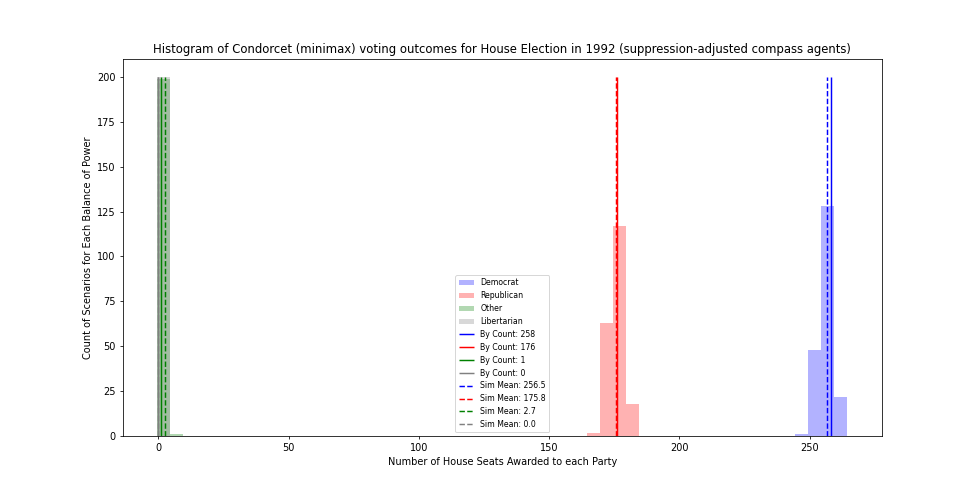 Histogram of Condorcet (minimax) voting outcomes for House Election in 1992 (suppression-adjusted compass agents)
Count of Scenarios for Each Balance of Power
200
175
150
125
100
75
50
25
0
Democrat
Republican
Other
Libertarian
By Count: 258
By Count: 176
By Count: 1
By Count: 0
Sim Mean: 256.5
Sim Mean: 175.8
Sim Mean: 2.7
Sim Mean: 0.0
0 50 100 150 200 250
Number of House Seats Awarded to each Party